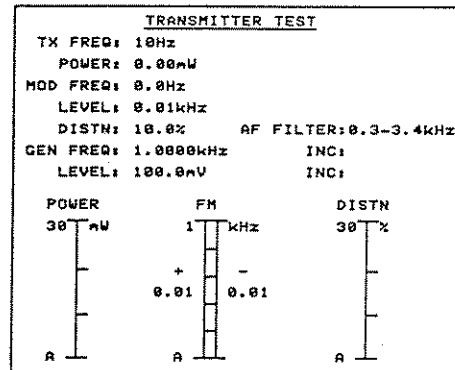 TRANSMITTER TEST
TX FREQ: 10Hz
POWER: 0.00mW
MOD FREQ: 0.0Hz
LEVEL: 0.01kHz
DISTN: 10.0% AF FILTER:0.3-3.4kHz
GEN FREQ: 1.0000kHz INC:
LEVEL: 100.0mV INC:
POWER FM DISTN
30 mW 1 kHz 30 %
+ -
0.01 0.01
A A A